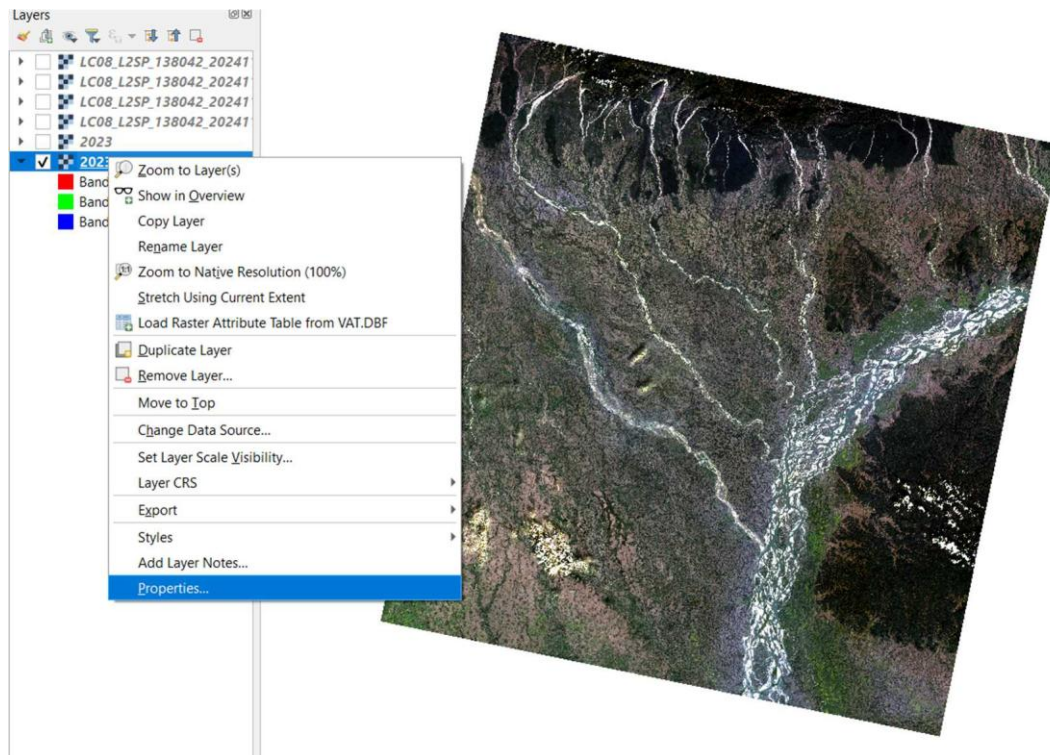 Layers
LC08_L2SP_138042_20241
LC08_L2SP_138042_20241
LC08_L2SP_138042_20241
LC08_L2SP_138042_20241
2023
2023
Band
Band
Band
Zoom to Layer(s)
Show in Overview
Copy Layer
Rename Layer
Zoom to Native Resolution (100%)
Stretch Using Current Extent
Load Raster Attribute Table from VAT.DBF
Duplicate Layer
Remove Layer...
Move to Top
Change Data Source...
Set Layer Scale Visibility...
Layer CRS
Export
Styles
Add Layer Notes...
Properties...